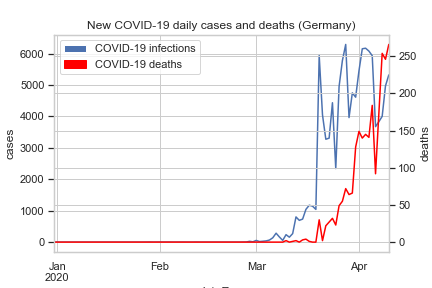 New COVID-19 daily cases and deaths (Germany)
COVID-19 infections
COVID-19 deaths
6000
5000
4000
3000
2000
1000
0
cases
250
200
150
100
50
0
deaths
Jan
2020
Feb
Mar
Apr